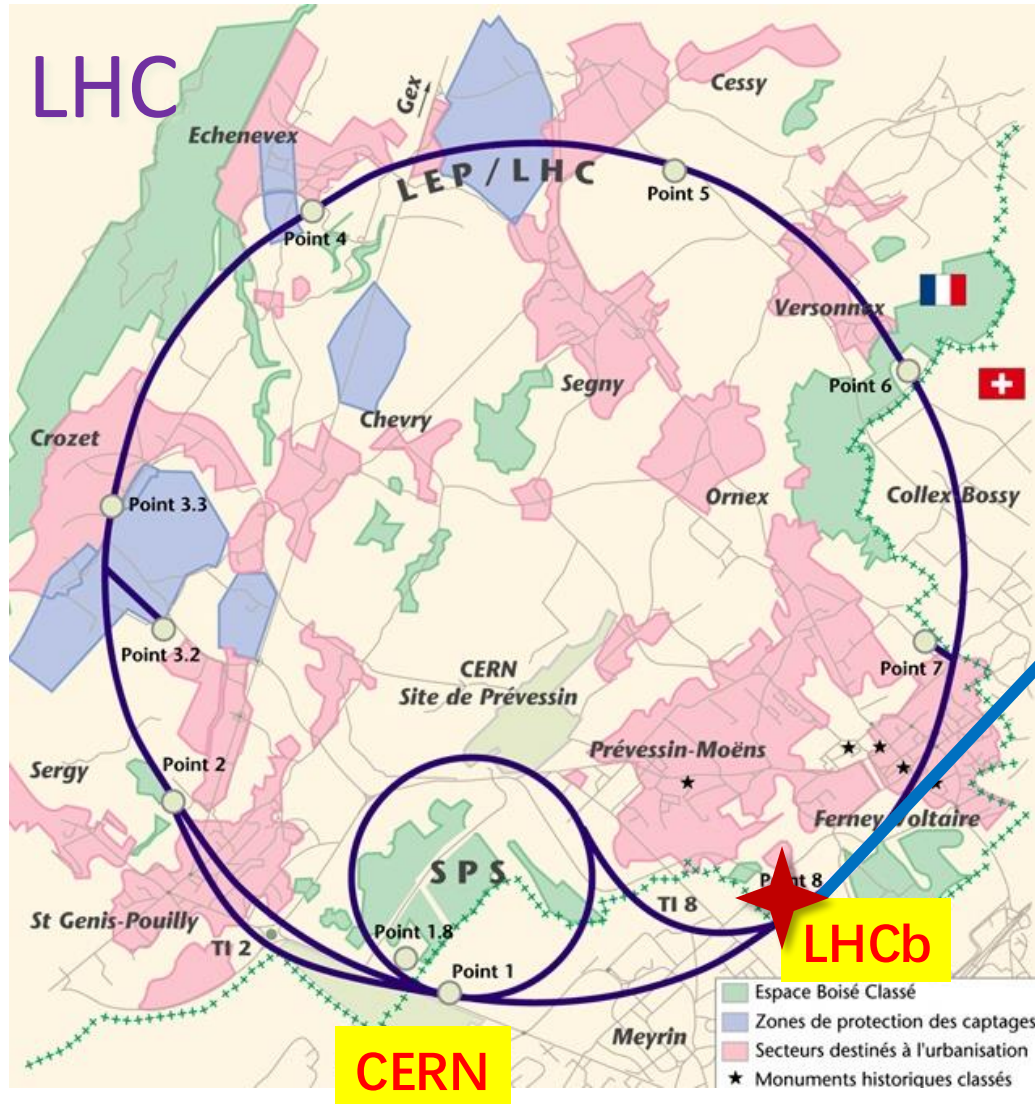 LHC
Gex
Cessy
Echenevex
LEP / LHC
Point 5
Point 4
Versonnex
Segny
Point 6
Chevry
Crozet
Ornex
Collex-Bossy
Point 3.3
Point 3.2
CERN
Site de Prévessin
Point 7
Prévessin-Moëns
Sergy
Point 2
Ferney-Voltaire
SPS
Point 8
TI 8
St Genis-Pouilly
TI 2
Point 1.8
LHCb
Point 1
Espace Boisé Classé
Zones de protection des captages
Meyrin
Secteurs destinés à l'urbanisation
CERN
Monuments historiques classés